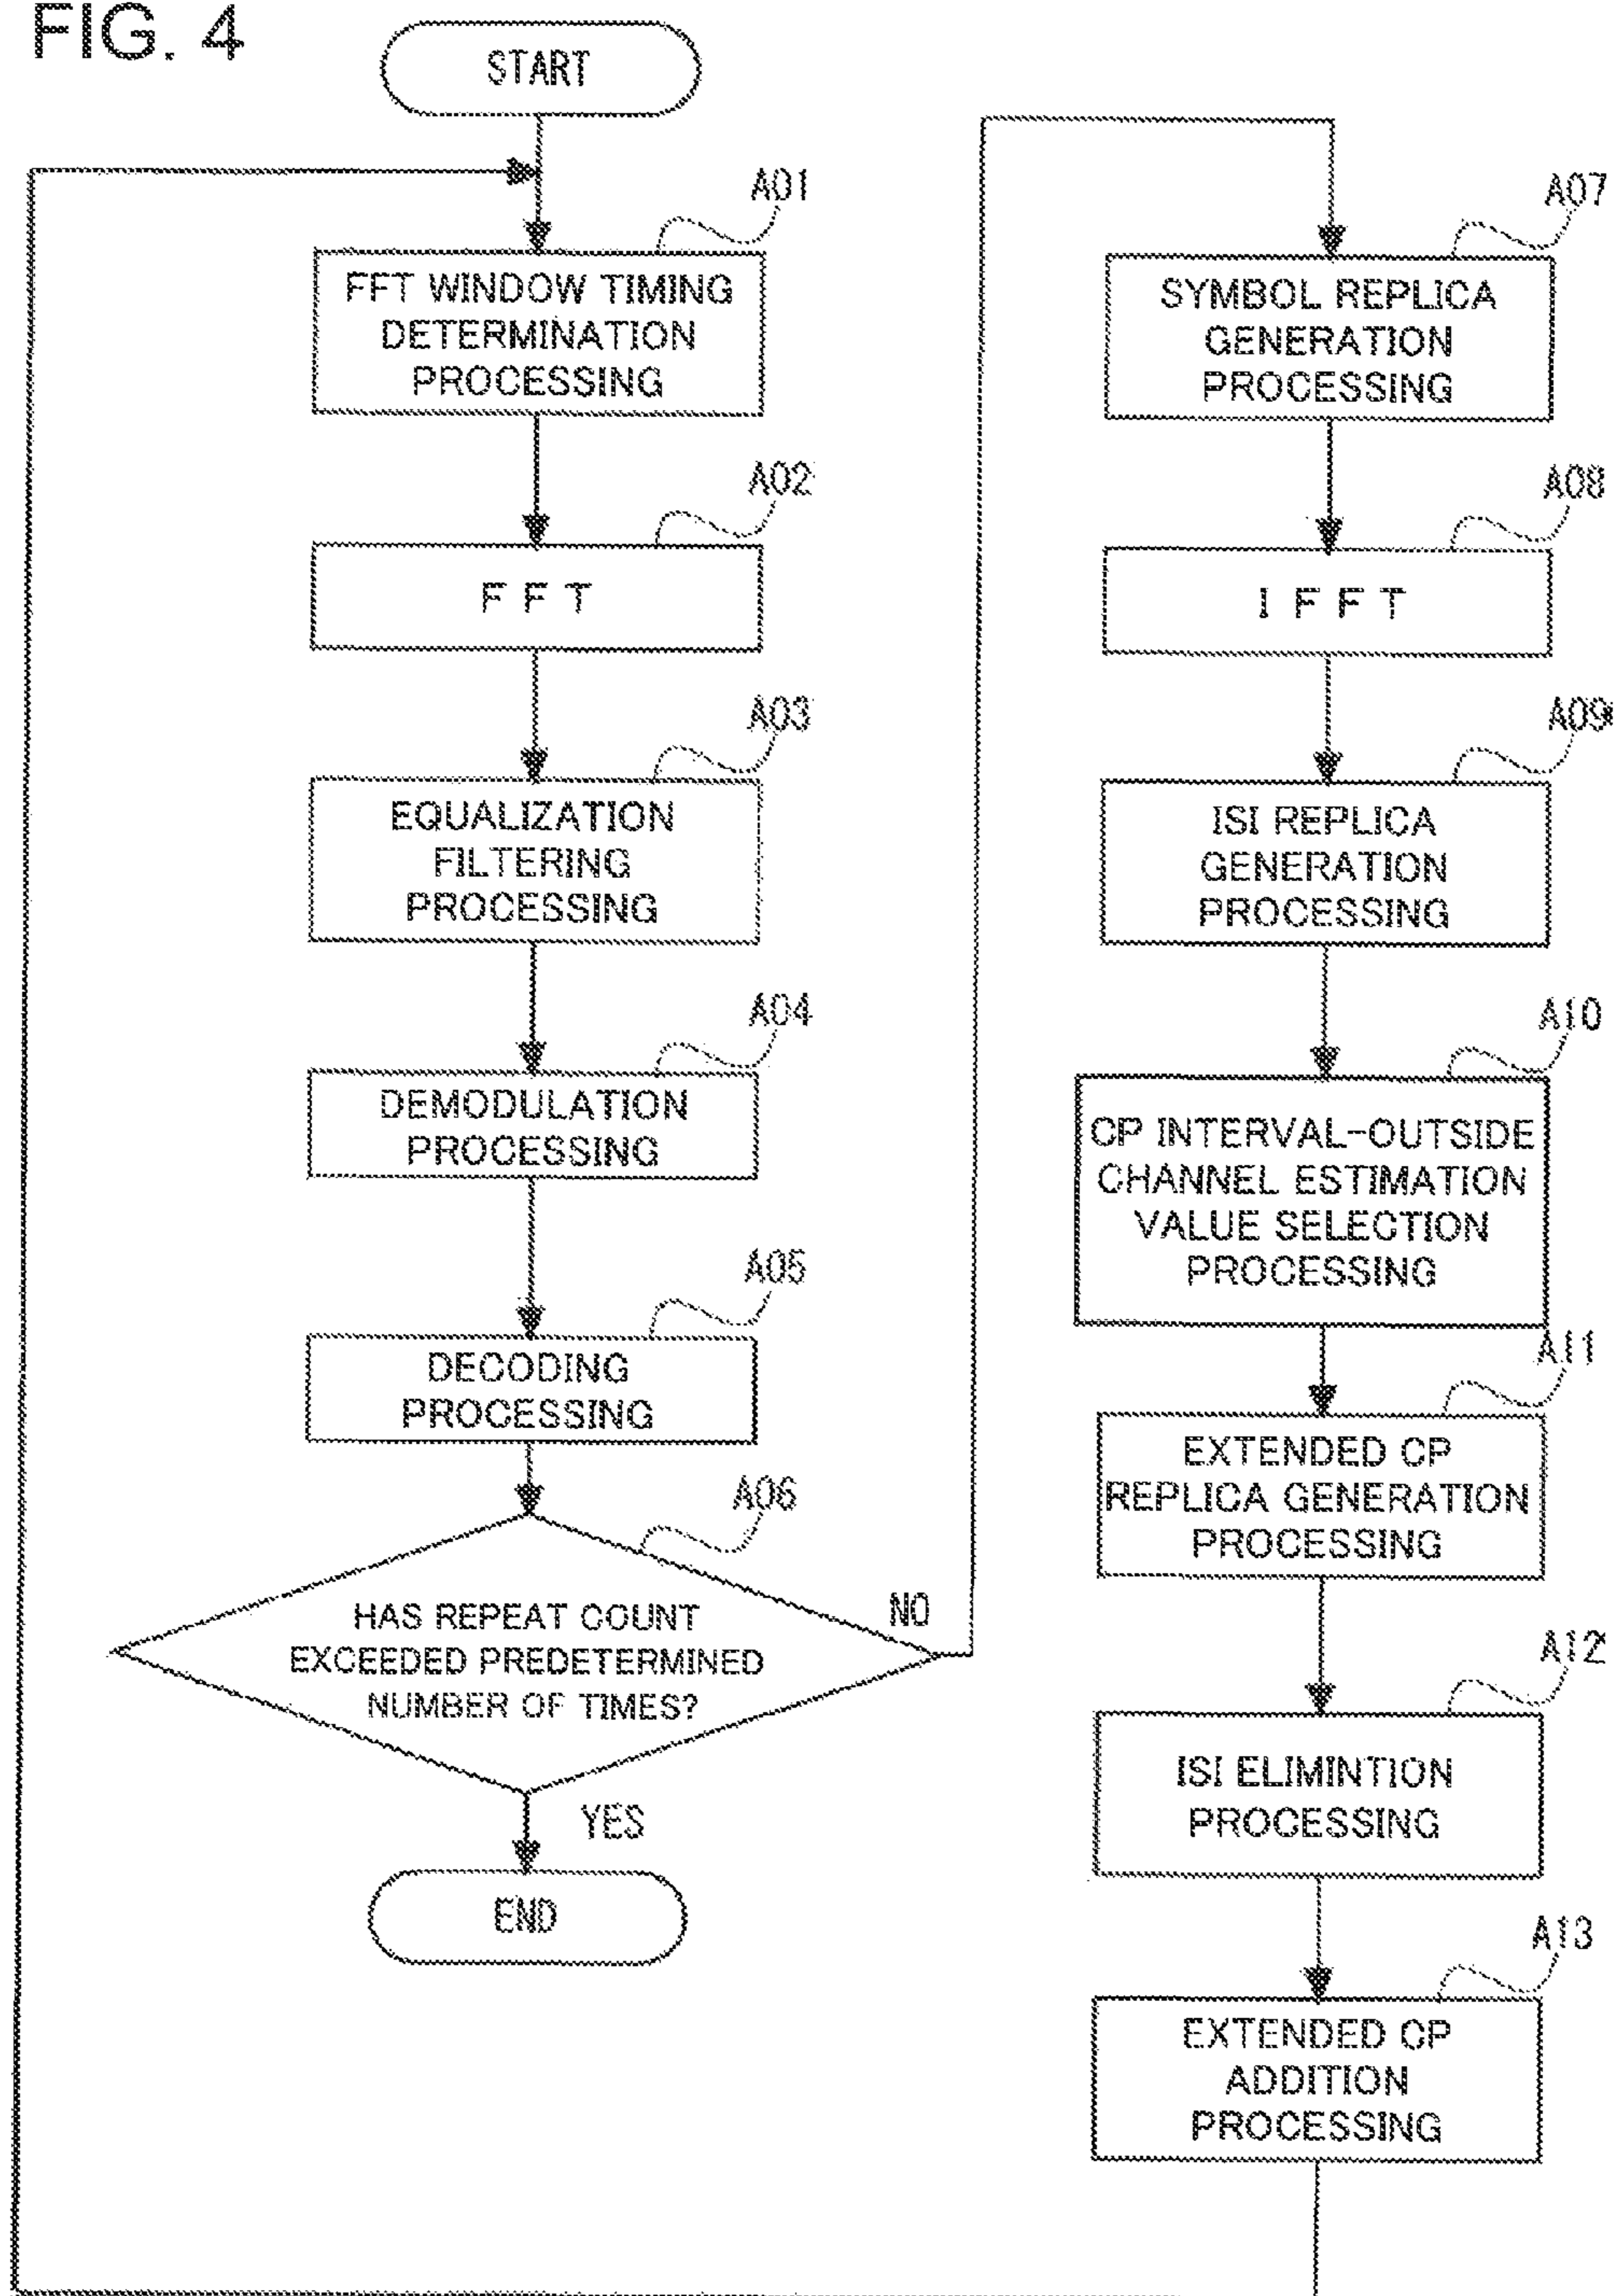 FIG. 4
START
A01
FFT WINDOW TIMING
DETERMINATION
PROCESSING
A02
F F T
A03
EQUALIZATION
FILTERING
PROCESSING
A04
DEMODULATION
PROCESSING
A05
DECODING
PROCESSING
A06
HAS REPEAT COUNT
EXCEEDED PREDETERMINED
NUMBER OF TIMES?
NO
YES
END
A07
SYMBOL REPLICA
GENERATION
PROCESSING
A08
I F F T
A09
ISI REPLICA
GENERATION
PROCESSING
A10
CP INTERVAL-OUTSIDE
CHANNEL ESTIMATION
VALUE SELECTION
PROCESSING
A11
EXTENDED CP
REPLICA GENERATION
PROCESSING
A12
ISI ELIMINTION
PROCESSING
A13
EXTENDED CP
ADDITION
PROCESSING